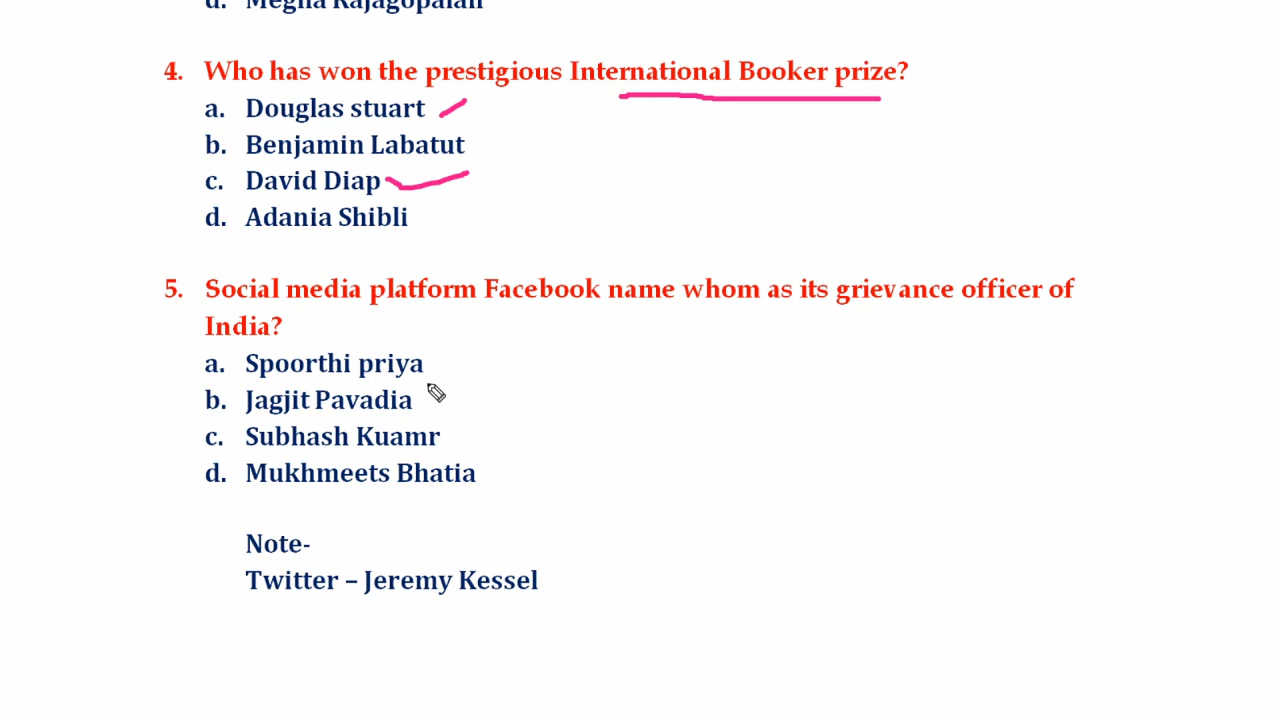 d. Megha Rajagopalan
4. Who has won the prestigious International Booker prize?
a. Douglas stuart
b. Benjamin Labatut
c. David Diap
d. Adania Shibli
5. Social media platform Facebook name whom as its grievance officer of
India?
a. Spoorthi priya
b. Jagjit Pavadia
c. Subhash Kuamr
d. Mukhmeets Bhatia
Note-
Twitter – Jeremy Kessel